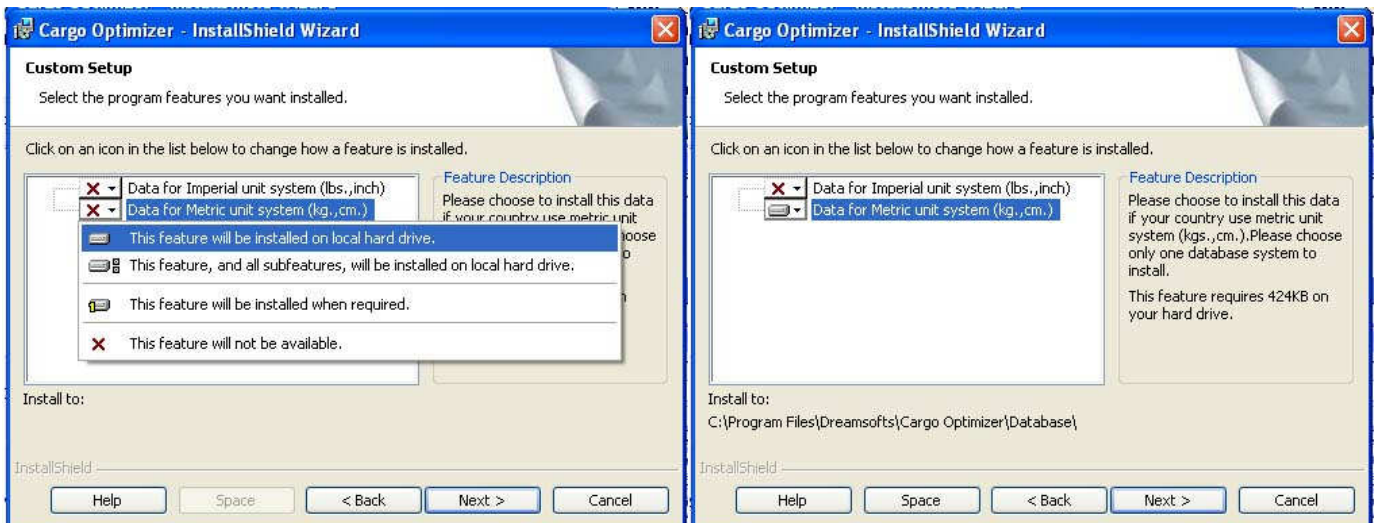 Cargo Optimizer - InstallShield Wizard
Custom Setup
Select the program features you want installed.
Click on an icon in the list below to change how a feature is installed.
Data for Imperial unit system (lbs.,inch)
Data for Metric unit system (kg.,cm.)
This feature will be installed on local hard drive.
This feature, and all subfeatures, will be installed on local hard drive.
This feature will be installed when required.
This feature will not be available.
Feature Description
Please choose to install this data
if your country use metric unit
Install to:
InstallShield
Help
Space
< Back
Next >
Cancel
Cargo Optimizer - InstallShield Wizard
Custom Setup
Select the program features you want installed.
Click on an icon in the list below to change how a feature is installed.
Data for Imperial unit system (lbs.,inch)
Data for Metric unit system (kg.,cm.)
Feature Description
Please choose to install this data
if your country use metric unit
system (kgs.,cm.).Please choose
only one database system to
install.
This feature requires 424KB on
your hard drive.
Install to:
C:\Program Files\Dreamsofts\Cargo Optimizer\Database\
InstallShield
Help
Space
< Back
Next >
Cancel